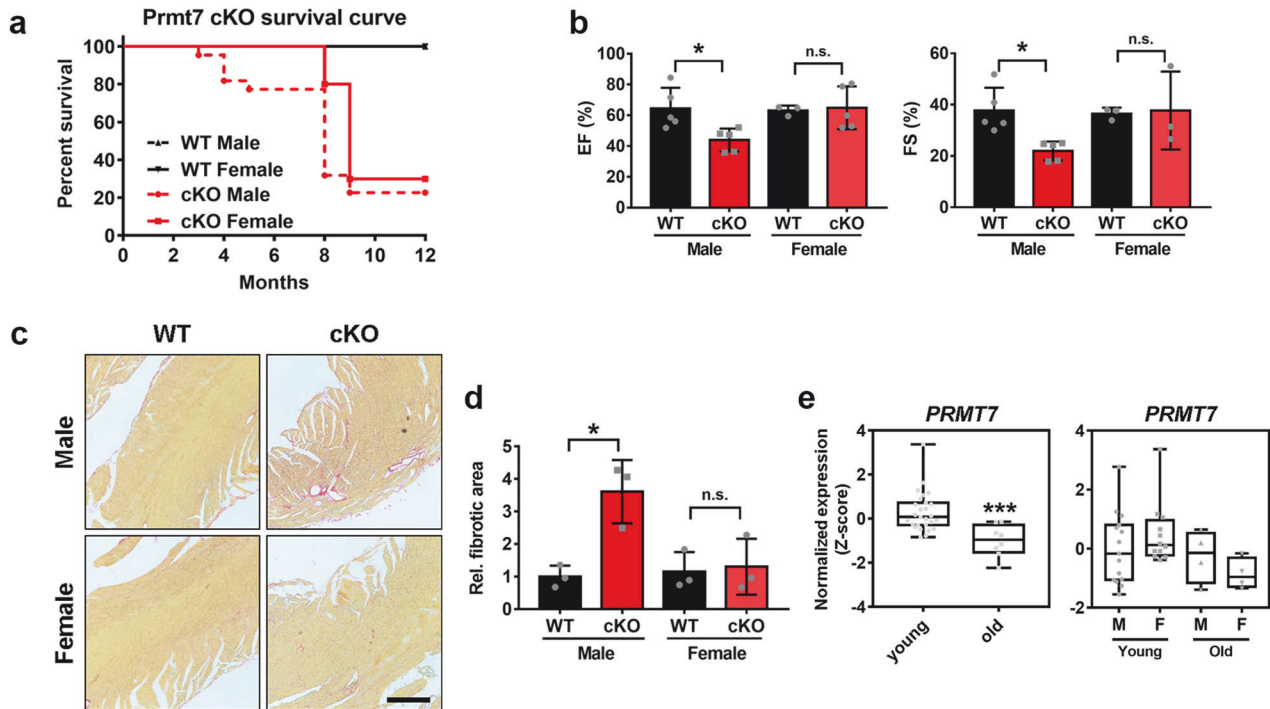 a
Prmt7 cKO survival curve
Percent survival
100
80
60
40
20
0
WT Male
WT Female
cKO Male
cKO Female
0 2 4 6 8 10 12
Months
b
EF (%)
100
80
60
40
20
0
*
n.s.
WT cKO WT cKO
Male Female
FS (%)
60
40
20
0
*
n.s.
WT cKO WT cKO
Male Female
c
WT cKO
Male
Female
d
Rel. fibrotic area
5
4
3
2
1
0
*
n.s.
WT cKO WT cKO
Male Female
e
PRMT7
Normalized expression
(Z-score)
4
2
0
-2
-4
***
young old
PRMT7
4
2
0
-2
M F M F
Young Old